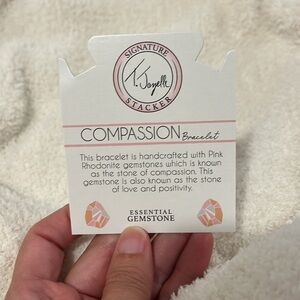 SIGNATURE
T. Jazelle
STACKER
COMPASSION Bracelet
This bracelet is handcrafted with Pink
Rhodonite gemstones which is known
as the stone of compassion. This
gemstone is also known as the stone
of love and positivity.
ESSENTIAL
GEMSTONE